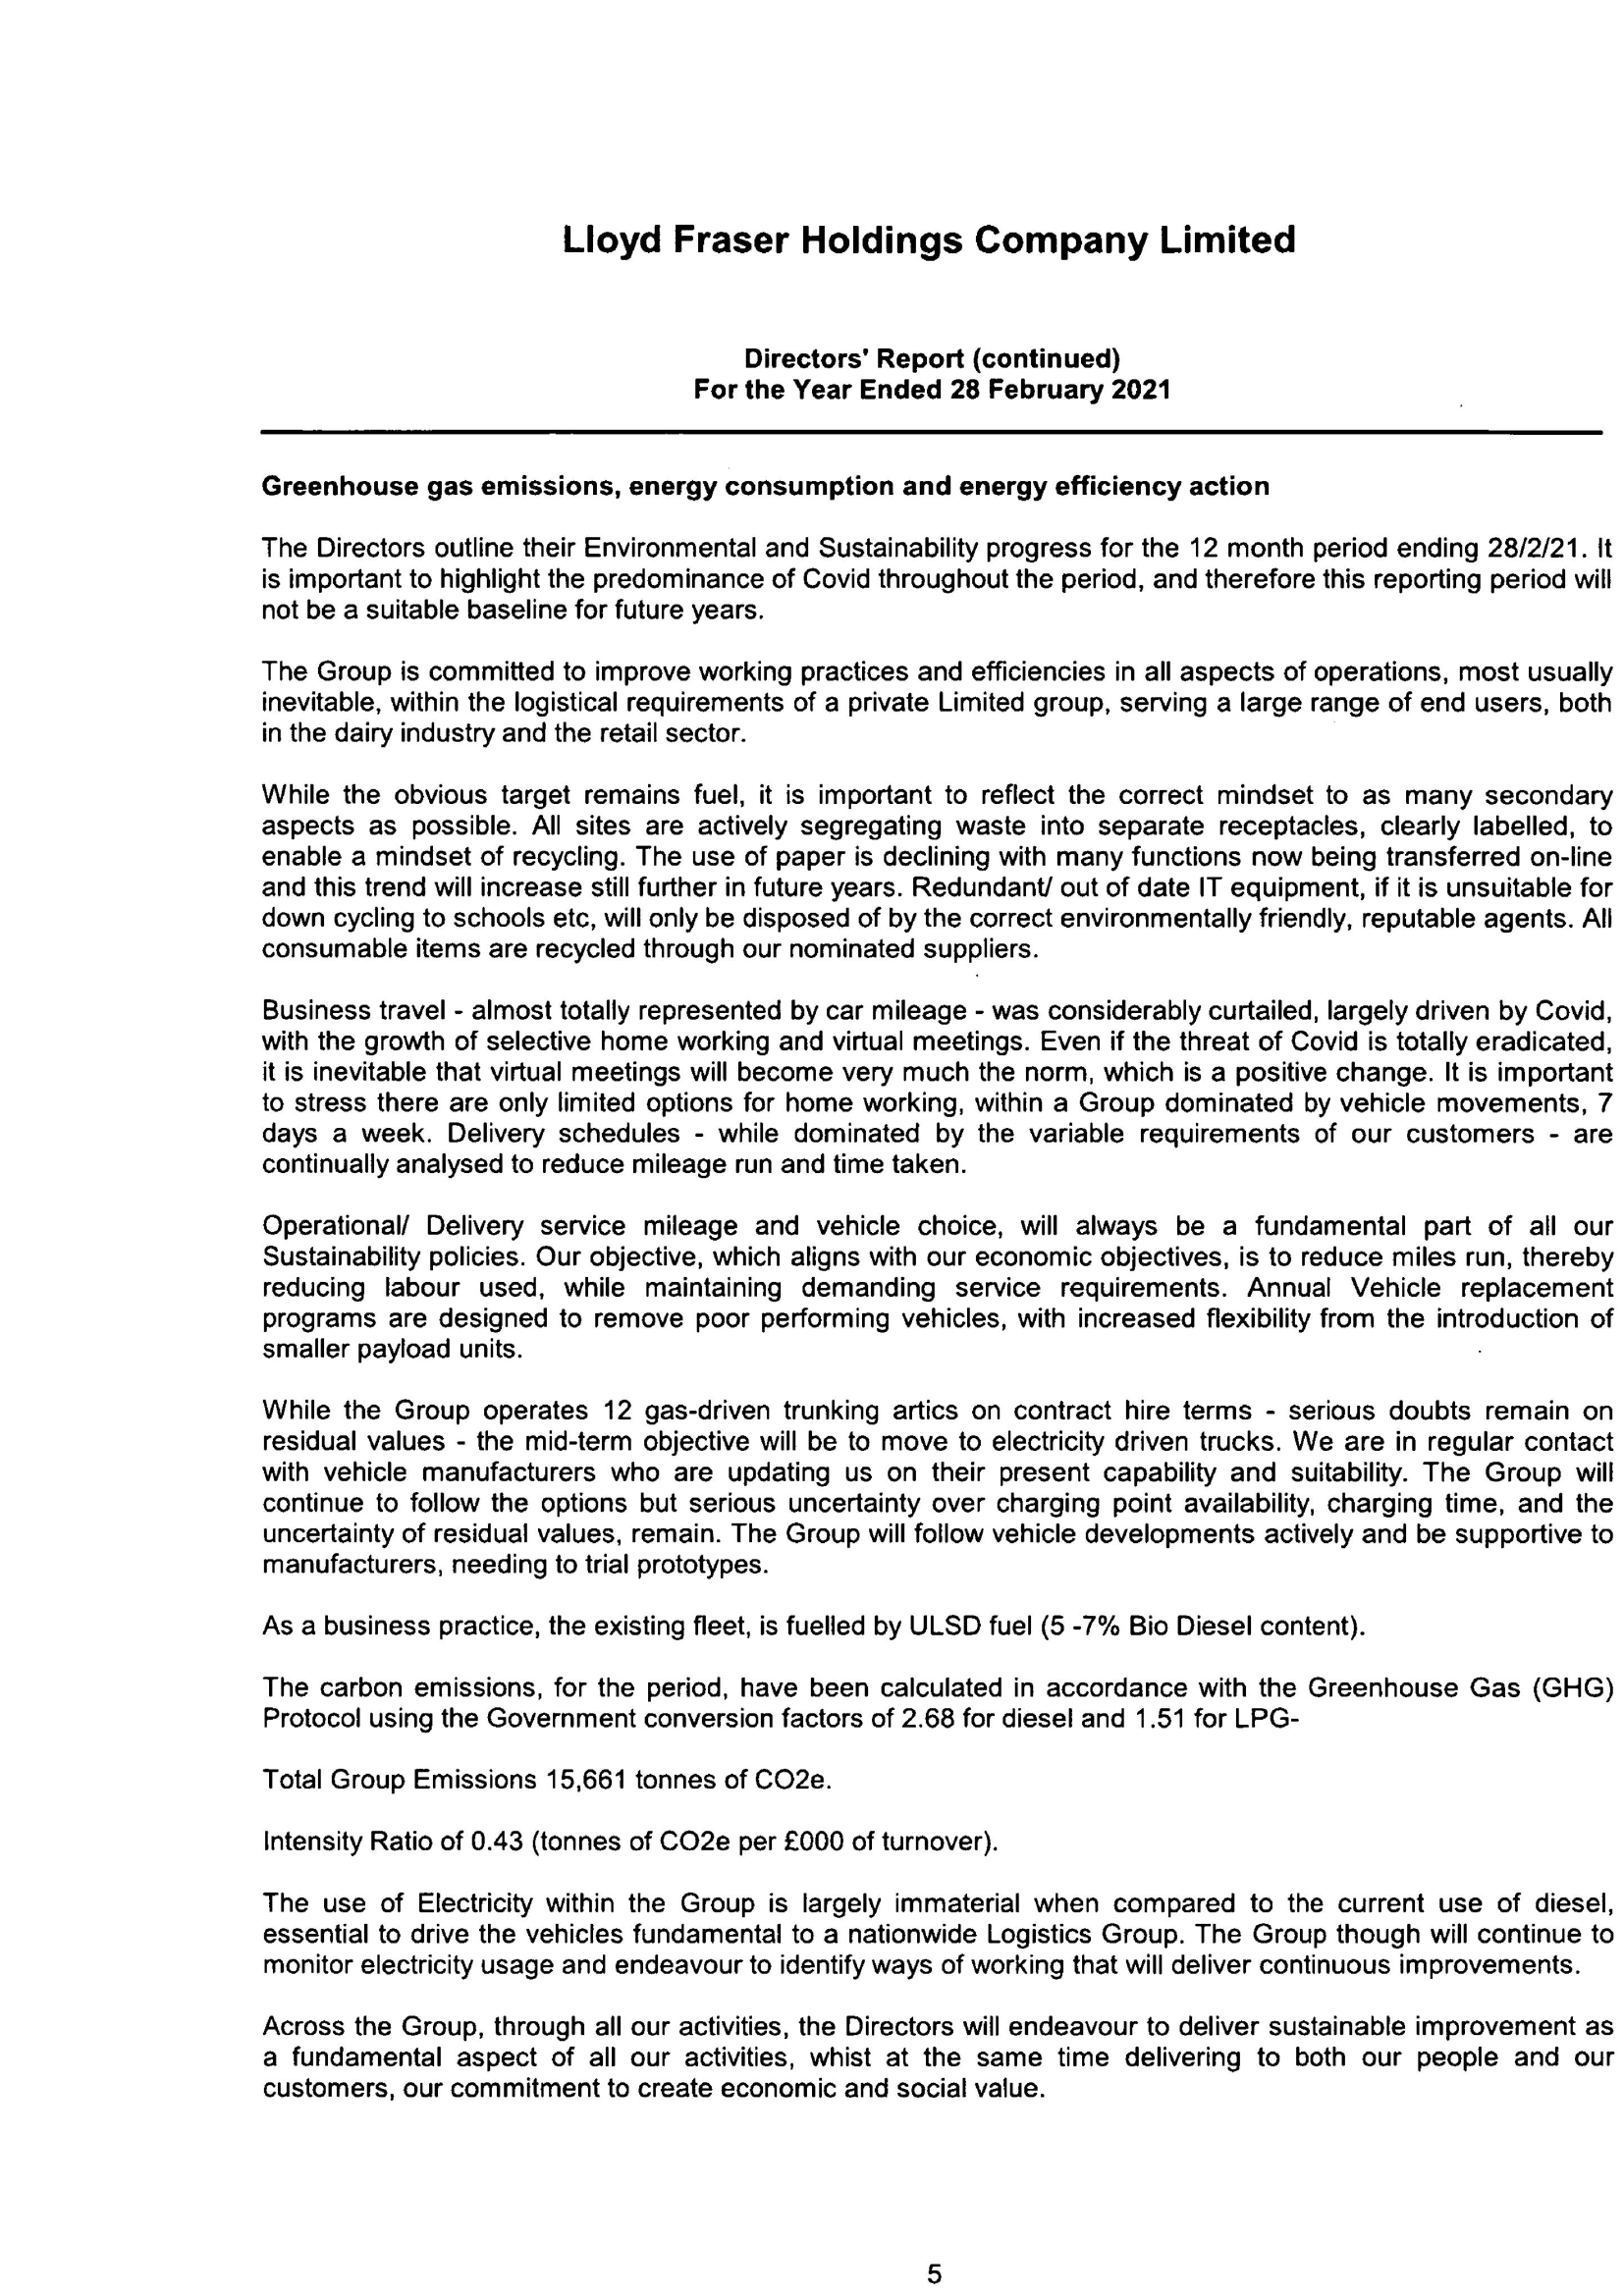 Lloyd Fraser Holdings Company Limited
Directors' Report (continued)
For the Year Ended 28 February 2021
Greenhouse gas emissions, energy consumption and energy efficiency action
The Directors outline their Environmental and Sustainability progress for the 12 month period ending 28/2/21. It
is important to highlight the predominance of Covid throughout the period, and therefore this reporting period will
not be a suitable baseline for future years.
The Group is committed to improve working practices and efficiencies in all aspects of operations, most usually
inevitable, within the logistical requirements of a private Limited group, serving a large range of end users, both
in the dairy industry and the retail sector.
While the obvious target remains fuel, it is important to reflect the correct mindset to as many secondary
aspects as possible. All sites are actively segregating waste into separate receptacles, clearly labelled, to
enable a mindset of recycling. The use of paper is declining with many functions now being transferred on-line
and this trend will increase still further in future years. Redundant/ out of date IT equipment, if it is unsuitable for
down cycling to schools etc, will only be disposed of by the correct environmentally friendly, reputable agents. All
consumable items are recycled through our nominated suppliers.
Business travel - almost totally represented by car mileage - was considerably curtailed, largely driven by Covid,
with the growth of selective home working and virtual meetings. Even if the threat of Covid is totally eradicated,
it is inevitable that virtual meetings will become very much the norm, which is a positive change. It is important
to stress there are only limited options for home working, within a Group dominated by vehicle movements, 7
days a week. Delivery schedules - while dominated by the variable requirements of our customers - are
continually analysed to reduce mileage run and time taken.
Operational/ Delivery service mileage and vehicle choice, will always be a fundamental part of all our
Sustainability policies. Our objective, which aligns with our economic objectives, is to reduce miles run, thereby
reducing labour used, while maintaining demanding service requirements. Annual Vehicle replacement
programs are designed to remove poor performing vehicles, with increased flexibility from the introduction of
smaller payload units.
While the Group operates 12 gas-driven trunking artics on contract hire terms - serious doubts remain on
residual values - the mid-term objective will be to move to electricity driven trucks. We are in regular contact
with vehicle manufacturers who are updating us on their present capability and suitability. The Group will
continue to follow the options but serious uncertainty over charging point availability, charging time, and the
uncertainty of residual values, remain. The Group will follow vehicle developments actively and be supportive to
manufacturers, needing to trial prototypes.
As a business practice, the existing fleet, is fuelled by ULSD fuel (5 -7% Bio Diesel content).
The carbon emissions, for the period, have been calculated in accordance with the Greenhouse Gas (GHG)
Protocol using the Government conversion factors of 2.68 for diesel and 1.51 for LPG-
Total Group Emissions 15,661 tonnes of CO2e.
Intensity Ratio of 0.43 (tonnes of CO2e per £000 of turnover).
The use of Electricity within the Group is largely immaterial when compared to the current use of diesel,
essential to drive the vehicles fundamental to a nationwide Logistics Group. The Group though will continue to
monitor electricity usage and endeavour to identify ways of working that will deliver continuous improvements.
Across the Group, through all our activities, the Directors will endeavour to deliver sustainable improvement as
a fundamental aspect of all our activities, whist at the same time delivering to both our people and our
customers, our commitment to create economic and social value.
5